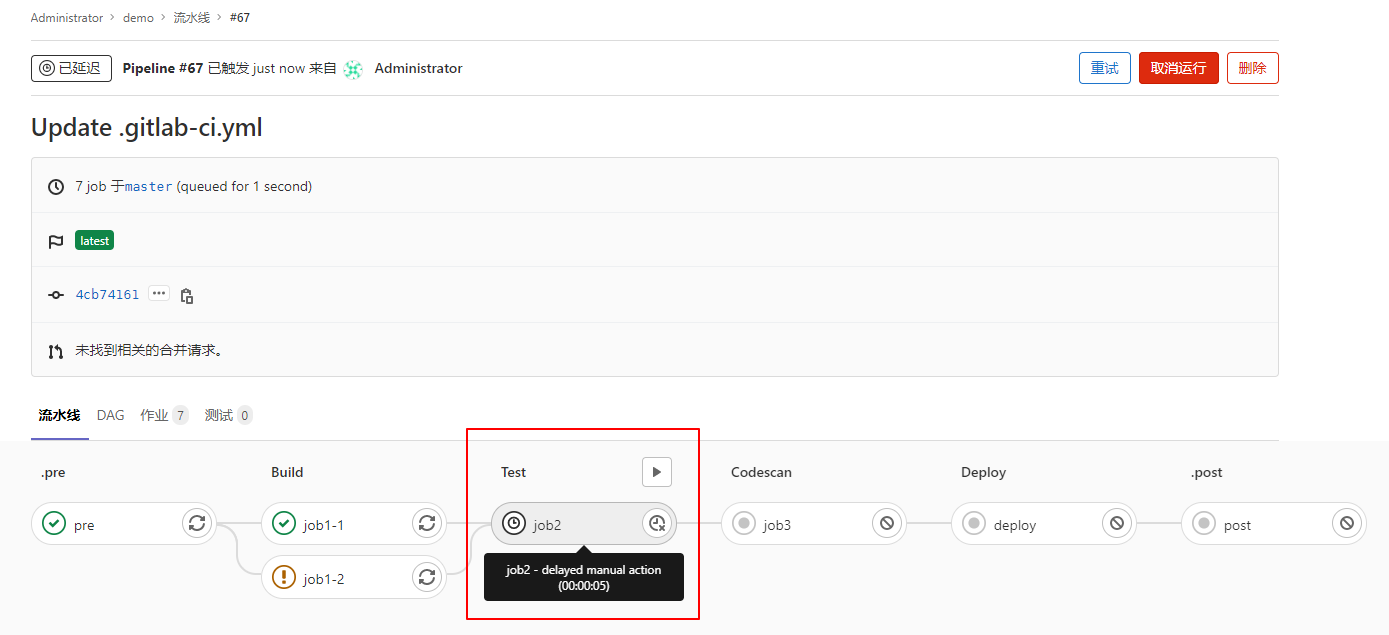 Administrator > demo > 流水线 > #67
已延迟 Pipeline #67 已触发 just now 来自 Administrator 重试 取消运行 删除
Update .gitlab-ci.yml
7 job 于master (queued for 1 second)
latest
4cb74161 ···
未找到相关的合并请求。
流水线 DAG 作业 7 测试 0
.pre Build Test Codescan Deploy .post
pre job1-1 job2 job3 deploy post
job1-2
job2 - delayed manual action
(00:00:05)